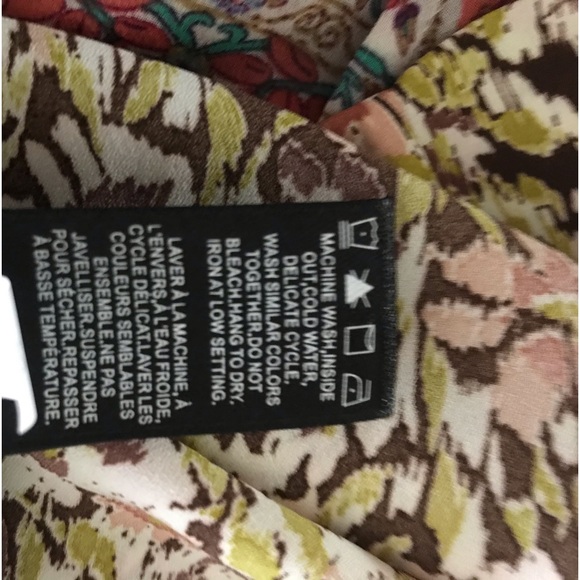 MACHINE WASH,INSIDE
OUT,COLD WATER,
DELICATE CYCLE,
WASH SIMILAR COLORS
TOGETHER,DO NOT
BLEACH.HANG TO DRY.
IRON AT LOW SETTING.
LAVER À LA MACHINE, À
L'ENVERS, À L'EAU FROIDE,
CYCLE DÉLICAT.LAVER LES
COULEURS SEMBLABLES
ENSEMBLE.NE PAS
JAVELLISER.SUSPENDRE
POUR SÉCHER.REPASSER
À BASSE TEMPÉRATURE.